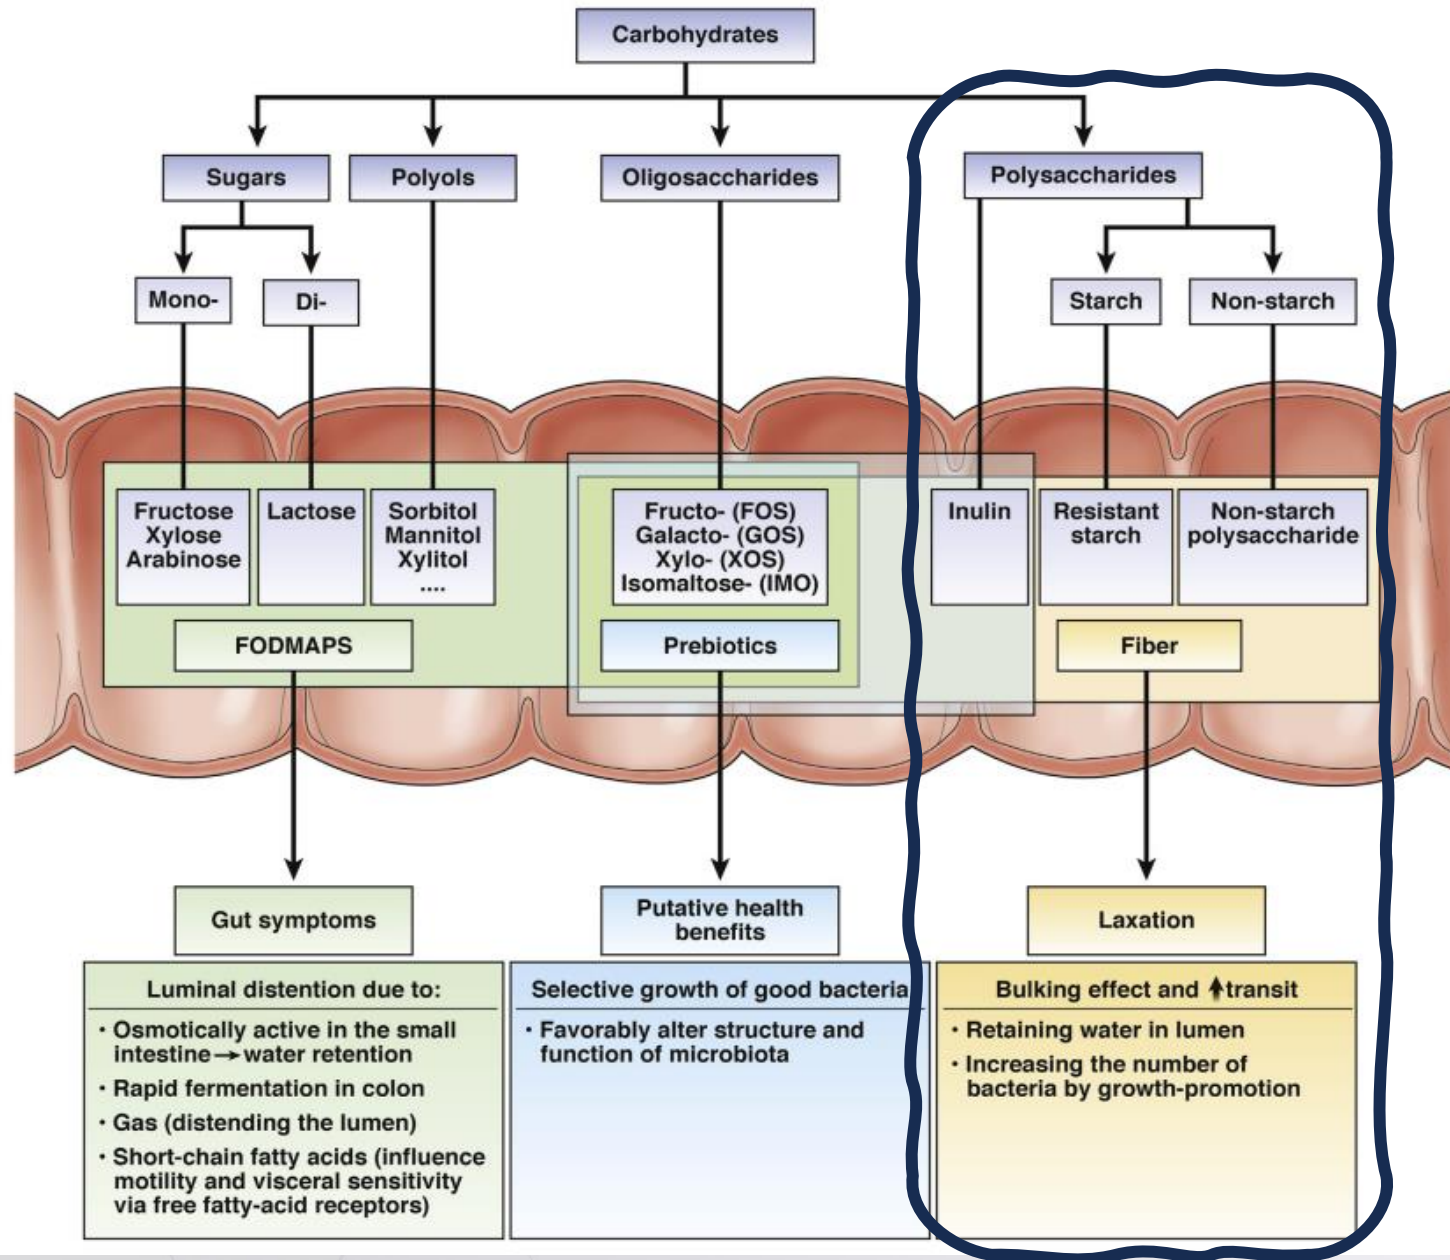 Carbohydrates
Sugars
Polyols
Oligosaccharides
Polysaccharides
Mono-
Di-
Starch
Non-starch
Fructose
Xylose
Arabinose
Lactose
Sorbitol
Mannitol
Xylitol
....
Fructo- (FOS)
Galacto- (GOS)
Xylo- (XOS)
Isomaltose- (IMO)
Inulin
Resistant
starch
Non-starch
polysaccharide
FODMAPS
Prebiotics
Fiber
Gut symptoms
Luminal distention due to:
· Osmotically active in the small
intestine→water retention
· Rapid fermentation in colon
· Gas (distending the lumen)
· Short-chain fatty acids (influence
motility and visceral sensitivity
via free fatty-acid receptors)
Putative health
benefits
Selective growth of good bacteria
· Favorably alter structure and
function of microbiota
Laxation
Bulking effect and ↑transit
· Retaining water in lumen
· Increasing the number of
bacteria by growth-promotion